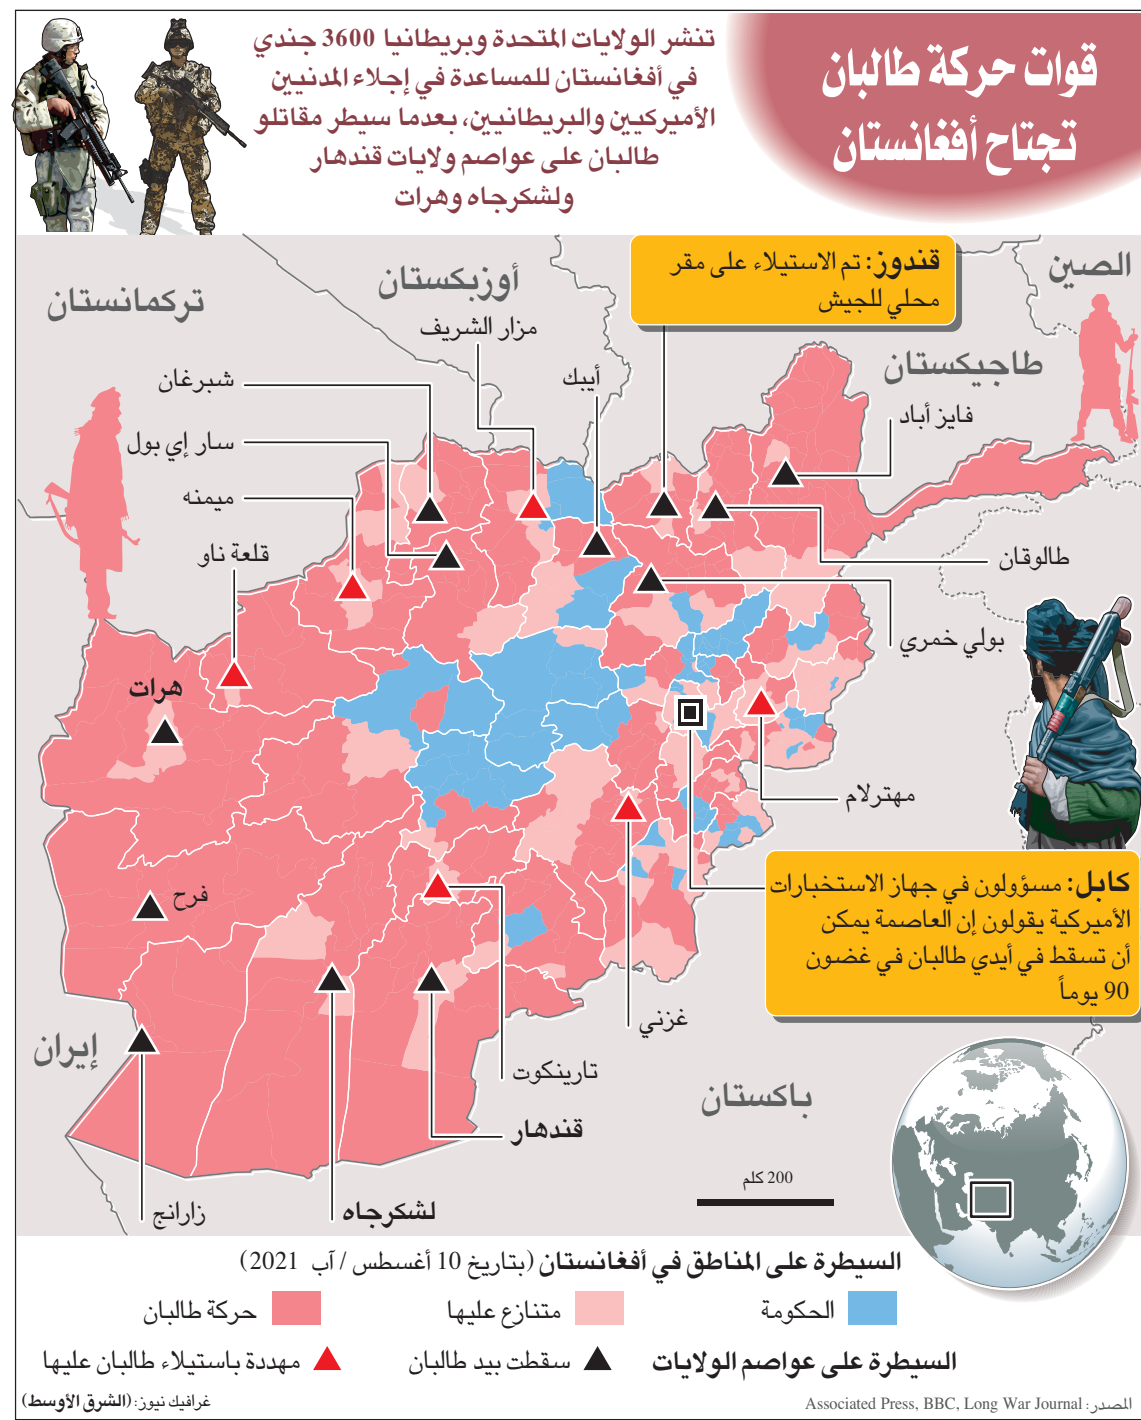 قوات حركة طالبان
تجتاح أفغانستان
تنشر الولايات المتحدة وبريطانيا 3600 جندي
في أفغانستان للمساعدة في إجلاء المدنيين
الأميركيين والبريطانيين، بعدما سيطر مقاتلو
طالبان على عواصم ولايات قندهار
ولشكرجاه وهرات
الصين
قندوز: تم الاستيلاء على مقر
محلي للجيش
أوزبكستان
تركمانستان
مزار الشريف
طاجيكستان
أيبك
شبرغان
فايز أباد
سار إي بول
ميمنه
قلعة ناو
طالوقان
بولي خمري
هرات
مهترلام
فرح
كابل: مسؤولون في جهاز الاستخبارات
الأميركية يقولون إن العاصمة يمكن
أن تسقط في أيدي طالبان في غضون
90 يوماً
غزني
إيران
تارينكوت
باكستان
قندهار
200 كلم
لشكرجاه
زارانج
السيطرة على المناطق في أفغانستان (بتاريخ 10 أغسطس / آب 2021)
الحكومة
متنازع عليها
حركة طالبان
السيطرة على عواصم الولايات
سقطت بيد طالبان
مهددة باستيلاء طالبان عليها
المصدر: Associated Press, BBC, Long War Journal
غرافيك نيوز: (الشرق الأوسط)